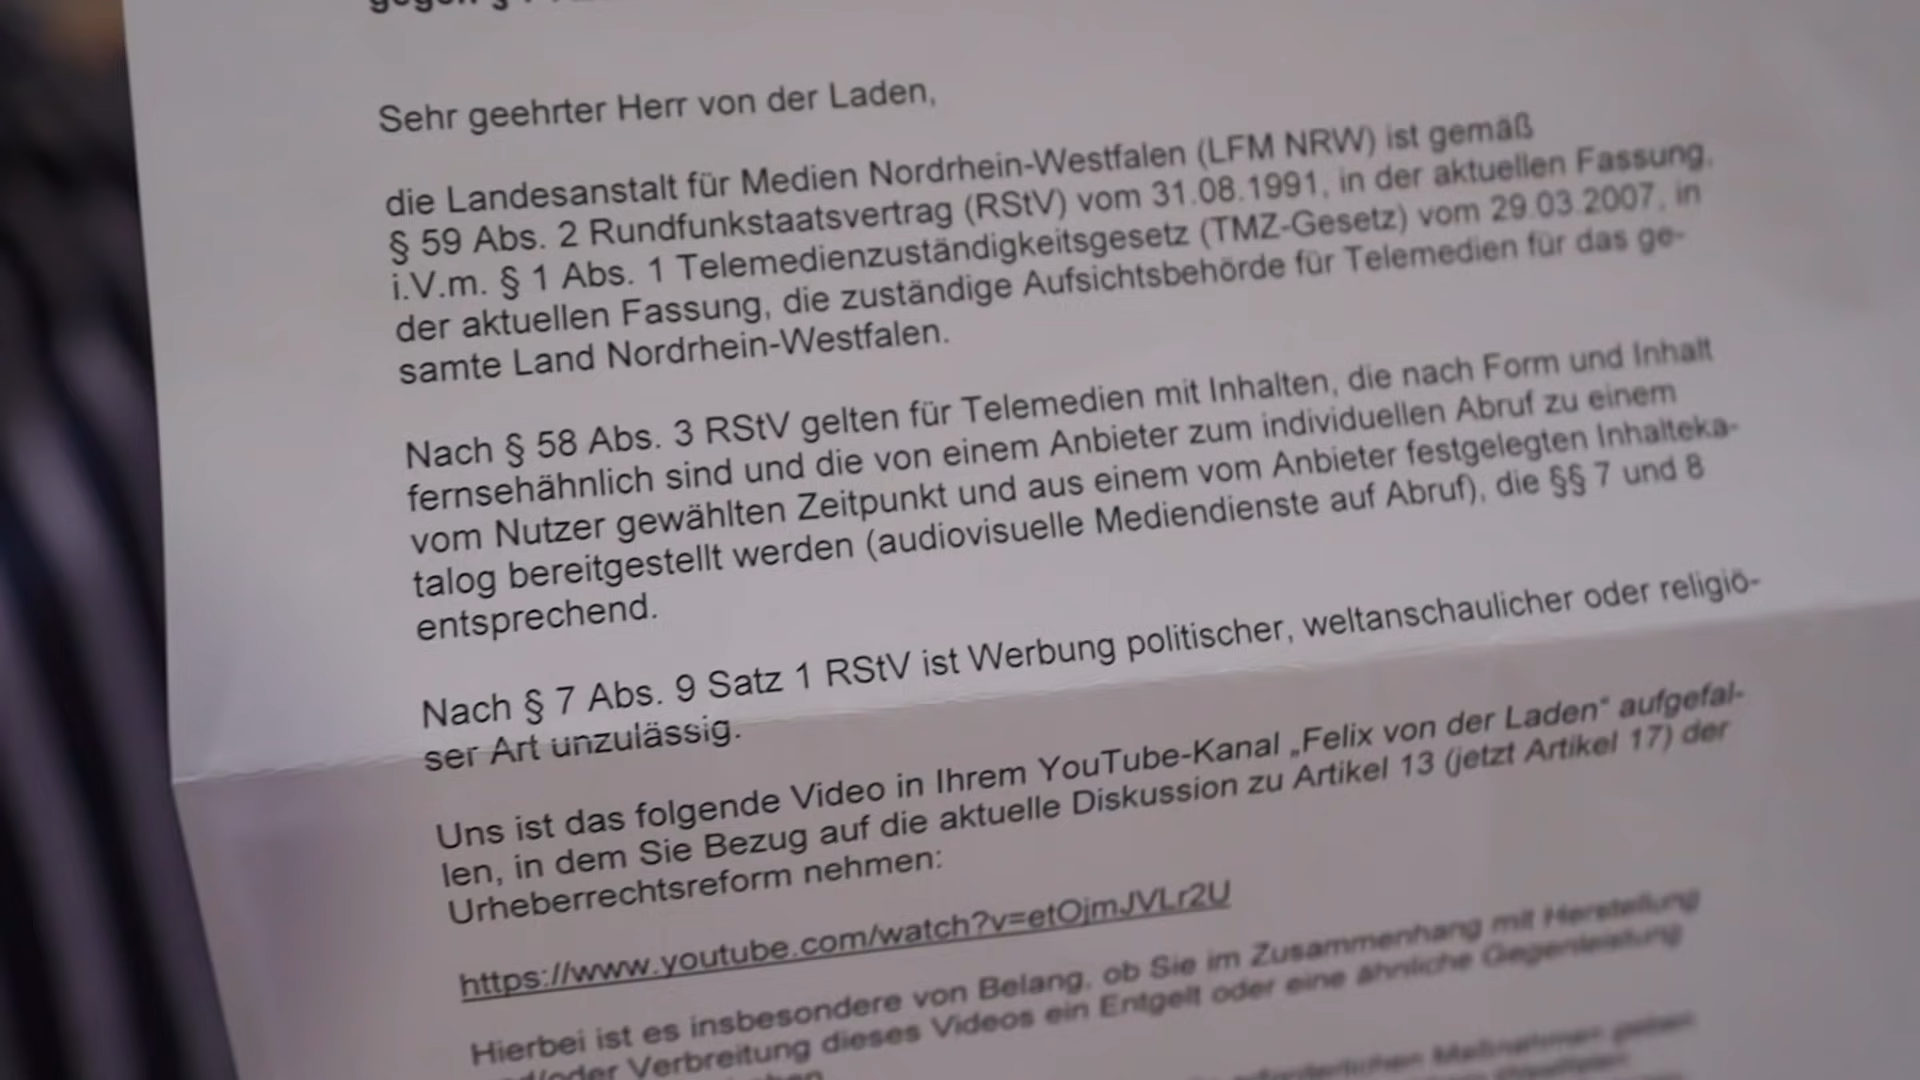 gegen §
Sehr geehrter Herr von der Laden,
die Landesanstalt für Medien Nordrhein-Westfalen (LFM NRW) ist gemäß
§ 59 Abs. 2 Rundfunkstaatsvertrag (RStV) vom 31.08.1991, in der aktuellen Fassung,
i.V.m. § 1 Abs. 1 Telemedienzuständigkeitsgesetz (TMZ-Gesetz) vom 29.03.2007, in
der aktuellen Fassung, die zuständige Aufsichtsbehörde für Telemedien für das ge-
samte Land Nordrhein-Westfalen.
Nach § 58 Abs. 3 RStV gelten für Telemedien mit Inhalten, die nach Form und Inhalt
fernsehähnlich sind und die von einem Anbieter zum individuellen Abruf zu einem
vom Nutzer gewählten Zeitpunkt und aus einem vom Anbieter festgelegten Inhalteka-
talog bereitgestellt werden (audiovisuelle Mediendienste auf Abruf), die §§ 7 und 8
entsprechend.
Nach § 7 Abs. 9 Satz 1 RStV ist Werbung politischer, weltanschaulicher oder religiö-
ser Art unzulässig.
Uns ist das folgende Video in Ihrem YouTube-Kanal „Felix von der Laden“ aufgefal-
len, in dem Sie Bezug auf die aktuelle Diskussion zu Artikel 13 (jetzt Artikel 17) der
Urheberrechtsreform nehmen:
https://www.youtube.com/watch?v=etOjmJVLr2U
Hierbei ist es insbesondere von Belang, ob Sie im Zusammenhang mit Herstellung
und/oder Verbreitung dieses Videos ein Entgelt oder eine ähnliche Gegenleistung
erforderlichen Maßnahmen